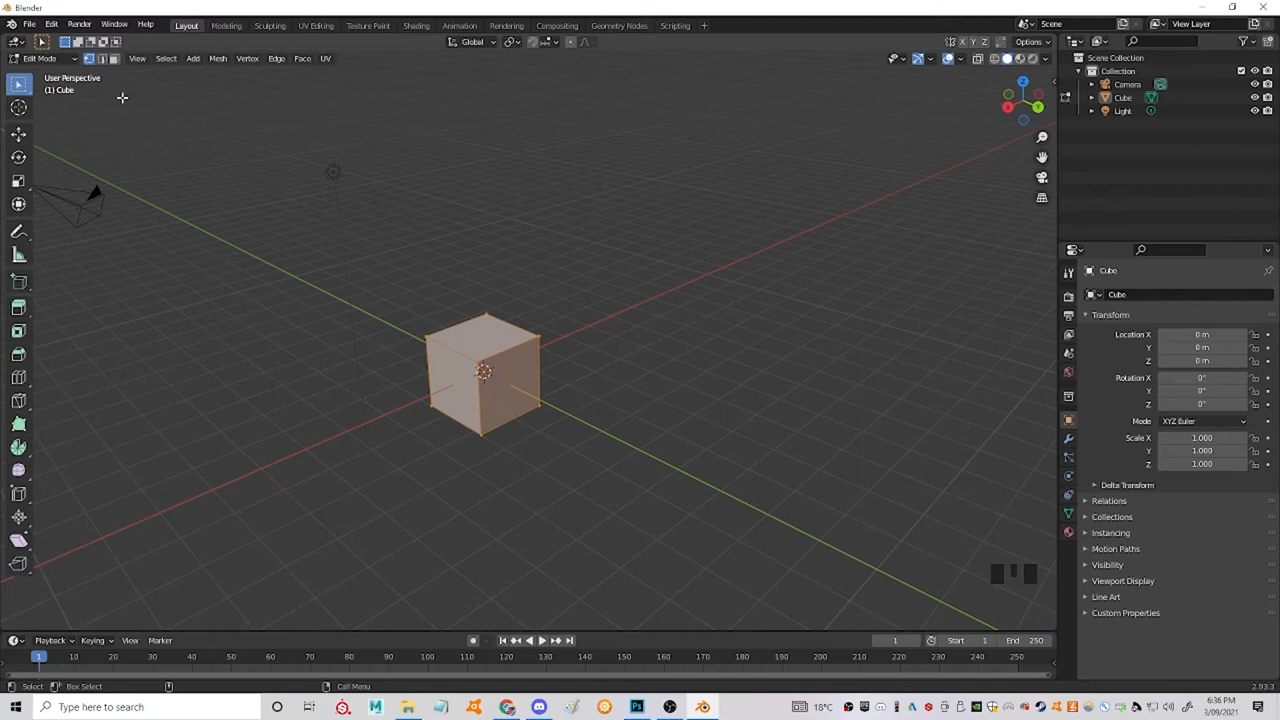 Blender
File Edit Render Window Help Layout Modeling Sculpting UV Editing Texture Paint Shading Animation Rendering Compositing Geometry Nodes Scripting + Scene View Layer
Global X Y Z Options
Edit Mode View Select Add Mesh Vertex Edge Face UV
User Perspective
(1) Cube
Z
X Y
Scene Collection
Collection
Camera
Cube
Light
Cube
Cube
Transform
Location X 0 m
Y 0 m
Z 0 m
Rotation X 0°
Y 0°
Z 0°
Mode XYZ Euler
Scale X 1.000
Y 1.000
Z 1.000
Delta Transform
Relations
Collections
Instancing
Motion Paths
Visibility
Viewport Display
Line Art
Custom Properties
Playback Keying View Marker 1 Start 1 End 250
1 10 20 30 40 50 60 70 80 90 100 110 120 130 140 150 160 170 180 190 200 210 220 230 240 250
Select Box Select Call Menu 2.93.3
Type here to search M Ps 18°C 6:36 PM
3/09/2021